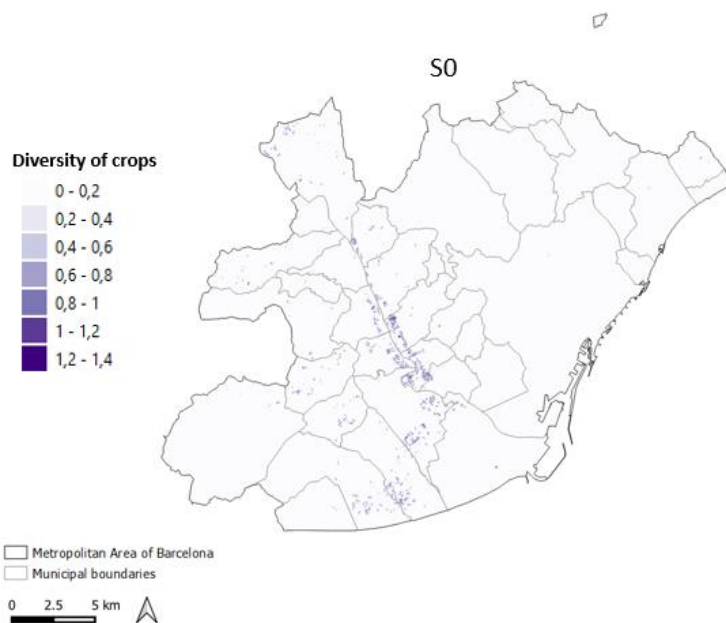 S0
Diversity of crops
0 - 0,2
0,2 - 0,4
0,4 - 0,6
0,6 - 0,8
0,8 - 1
1 - 1,2
1,2 - 1,4
Metropolitan Area of Barcelona
Municipal boundaries
0 2.5 5 km